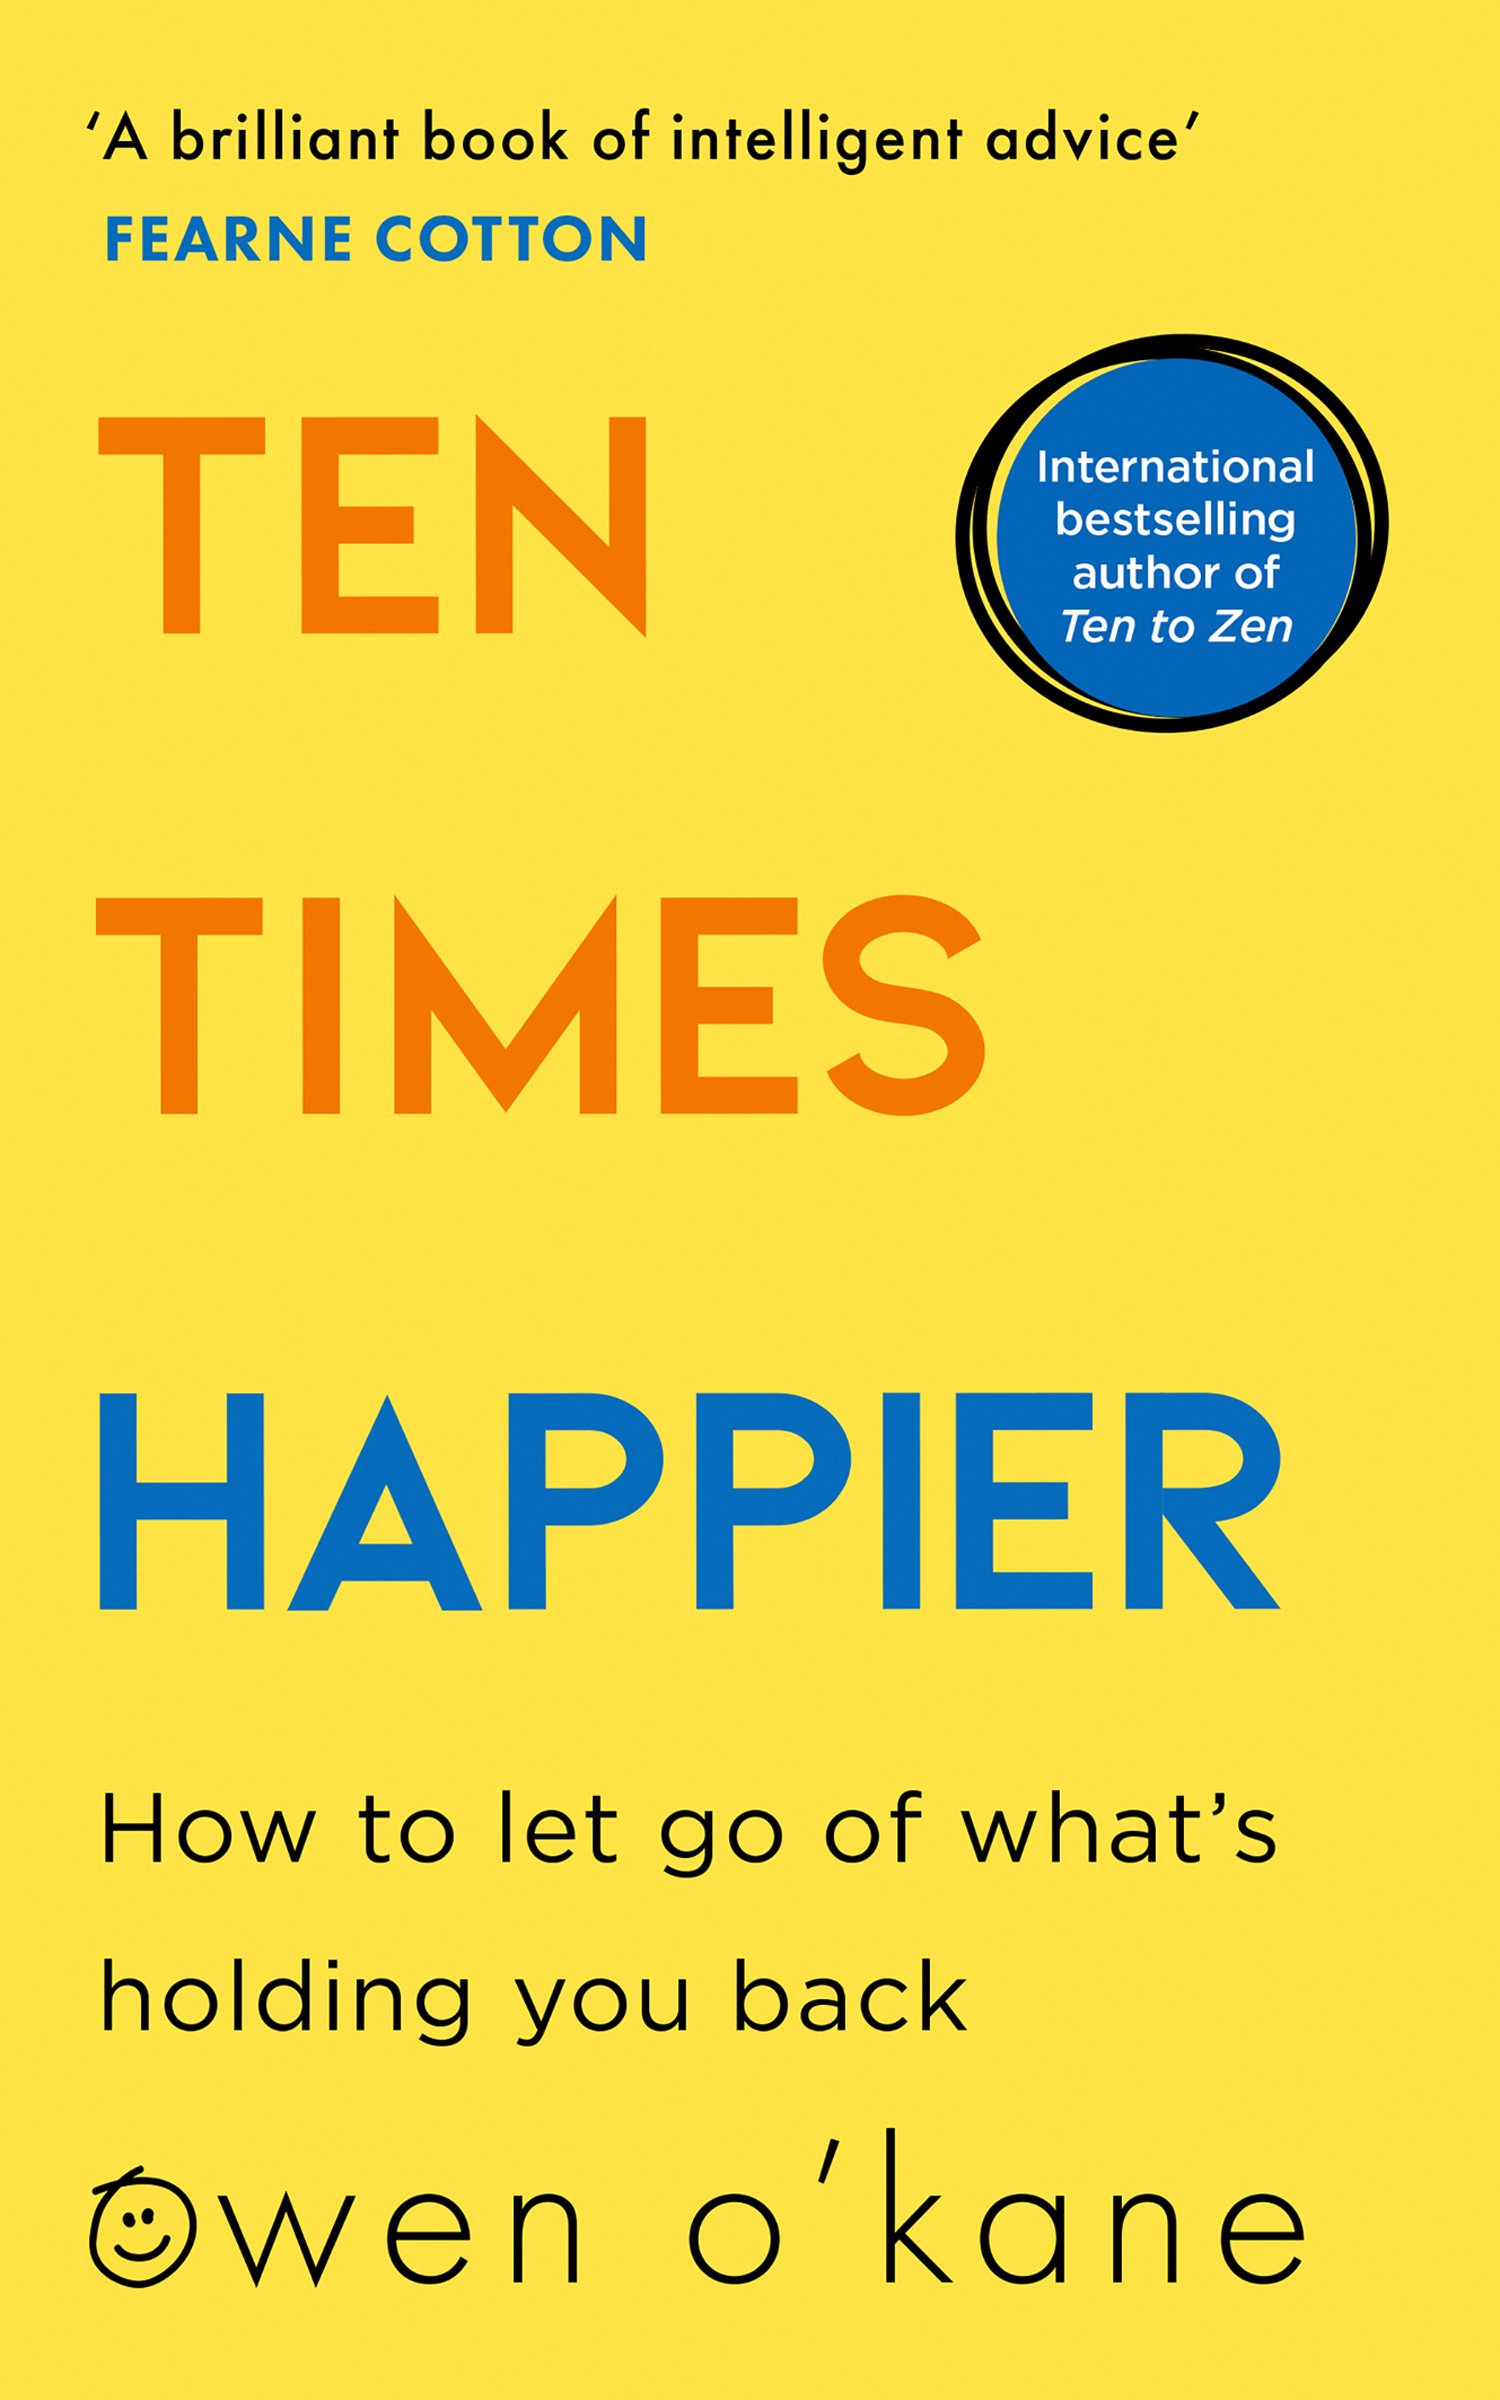 ‘A brilliant book of intelligent advice’
FEARNE COTTON
TEN
International
bestselling
author of
Ten to Zen
TIMES
HAPPIER
How to let go of what’s
holding you back
owen o'kane